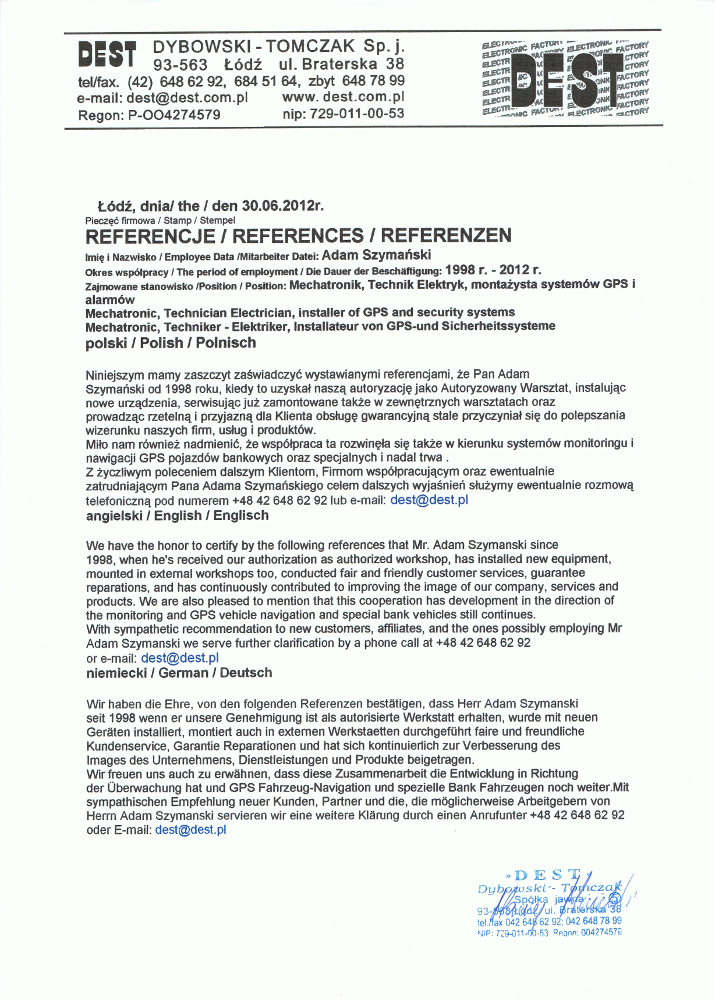 DEST DYBOWSKI - TOMCZAK Sp. j.
93-563 Łódź ul. Braterska 38
tel/fax. (42) 648 62 92, 684 51 64, zbyt 648 78 99
e-mail: dest@dest.com.pl www. dest.com.pl
Regon: P-OO4274579 nip: 729-011-00-53
ELECTRONIC FACTORY ELECTRONIC FACTORY
DEST
Łódź, dnia/ the / den 30.06.2012r.
Pieczęć firmowa / Stamp / Stempel
REFERENCJE / REFERENCES / REFERENZEN
Imię i Nazwisko / Employee Data /Mitarbeiter Datei: Adam Szymański
Okres współpracy / The period of employment / Die Dauer der Beschäftigung: 1998 r. - 2012 r.
Zajmowane stanowisko /Position / Position: Mechatronik, Technik Elektryk, montażysta systemów GPS i
alarmów
Mechatronic, Technician Electrician, installer of GPS and security systems
Mechatronic, Techniker - Elektriker, Installateur von GPS-und Sicherheitssysteme
polski / Polish / Polnisch
Niniejszym mamy zaszczyt zaświadczyć wystawianymi referencjami, że Pan Adam
Szymański od 1998 roku, kiedy to uzyskał naszą autoryzację jako Autoryzowany Warsztat, instalując
nowe urządzenia, serwisując już zamontowane także w zewnętrznych warsztatach oraz
prowadząc rzetelną i przyjazną dla Klienta obsługę gwarancyjną stale przyczyniał się do polepszania
wizerunku naszych firm, usług i produktów.
Miło nam również nadmienić, że współpraca ta rozwinęła się także w kierunku systemów monitoringu i
nawigacji GPS pojazdów bankowych oraz specjalnych i nadal trwa .
Z życzliwym poleceniem dalszym Klientom, Firmom współpracującym oraz ewentualnie
zatrudniającym Pana Adama Szymańskiego celem dalszych wyjaśnień służymy ewentualnie rozmową
telefoniczną pod numerem +48 42 648 62 92 lub e-mail: dest@dest.pl
angielski / English / Englisch
We have the honor to certify by the following references that Mr. Adam Szymanski since
1998, when he's received our authorization as authorized workshop, has installed new equipment,
mounted in external workshops too, conducted fair and friendly customer services, guarantee
reparations, and has continuously contributed to improving the image of our company, services and
products. We are also pleased to mention that this cooperation has development in the direction of
the monitoring and GPS vehicle navigation and special bank vehicles still continues.
With sympathetic recommendation to new customers, affiliates, and the ones possibly employing Mr
Adam Szymanski we serve further clarification by a phone call at +48 42 648 62 92
or e-mail: dest@dest.pl
niemiecki / German / Deutsch
Wir haben die Ehre, von den folgenden Referenzen bestätigen, dass Herr Adam Szymanski
seit 1998 wenn er unsere Genehmigung ist als autorisierte Werkstatt erhalten, wurde mit neuen
Geräten installiert, montiert auch in externen Werkstaetten durchgeführt faire und freundliche
Kundenservice, Garantie Reparationen und hat sich kontinuierlich zur Verbesserung des
Images des Unternehmens, Dienstleistungen und Produkte beigetragen.
Wir freuen uns auch zu erwähnen, dass diese Zusammenarbeit die Entwicklung in Richtung
der Überwachung hat und GPS Fahrzeug-Navigation und spezielle Bank Fahrzeugen noch weiter.Mit
sympathischen Empfehlung neuer Kunden, Partner und die, die möglicherweise Arbeitgebern von
Herrn Adam Szymanski servieren wir eine weitere Klärung durch einen Anrufunter +48 42 648 62 92
oder E-mail: dest@dest.pl
»DEST«
Dybowski - Tomczak
Spółka jawna 5
93-563 Łódź, ul. Braterska 38
tel./fax 042 648 62 92; 042 648 78 99
NIP: 729-011-00-53 Regon: 004274579